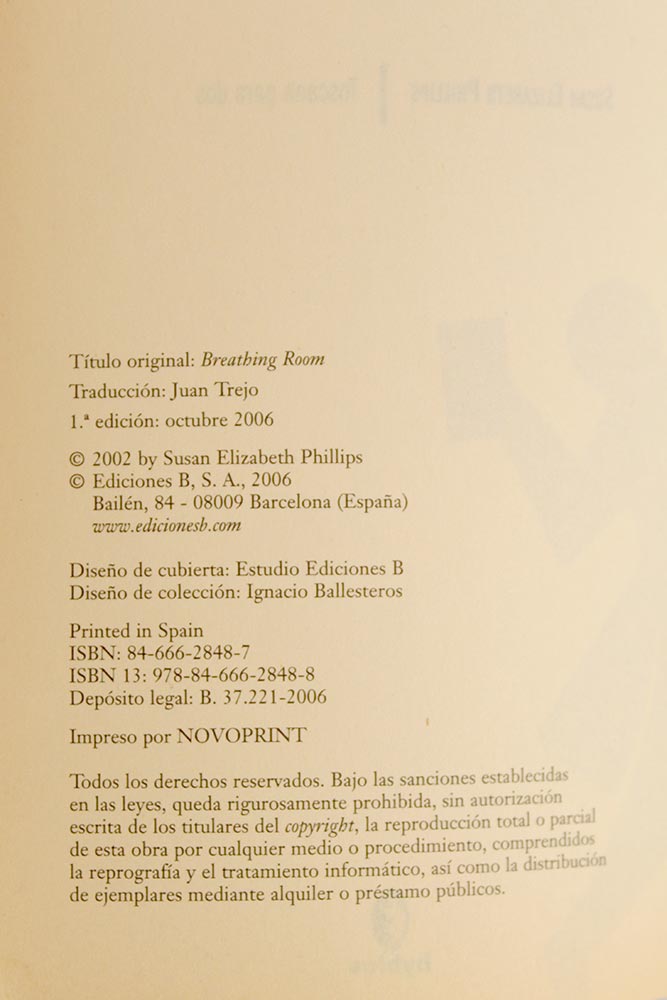 Título original: Breathing Room
Traducción: Juan Trejo
1.ª edición: octubre 2006
© 2002 by Susan Elizabeth Phillips
© Ediciones B, S. A., 2006
Bailén, 84 - 08009 Barcelona (España)
www.edicionesb.com
Diseño de cubierta: Estudio Ediciones B
Diseño de colección: Ignacio Ballesteros
Printed in Spain
ISBN: 84-666-2848-7
ISBN 13: 978-84-666-2848-8
Depósito legal: B. 37.221-2006
Impreso por NOVOPRINT
Todos los derechos reservados. Bajo las sanciones establecidas
en las leyes, queda rigurosamente prohibida, sin autorización
escrita de los titulares del copyright, la reproducción total o parcial
de esta obra por cualquier medio o procedimiento, comprendidos
la reprografía y el tratamiento informático, así como la distribución
de ejemplares mediante alquiler o préstamo públicos.